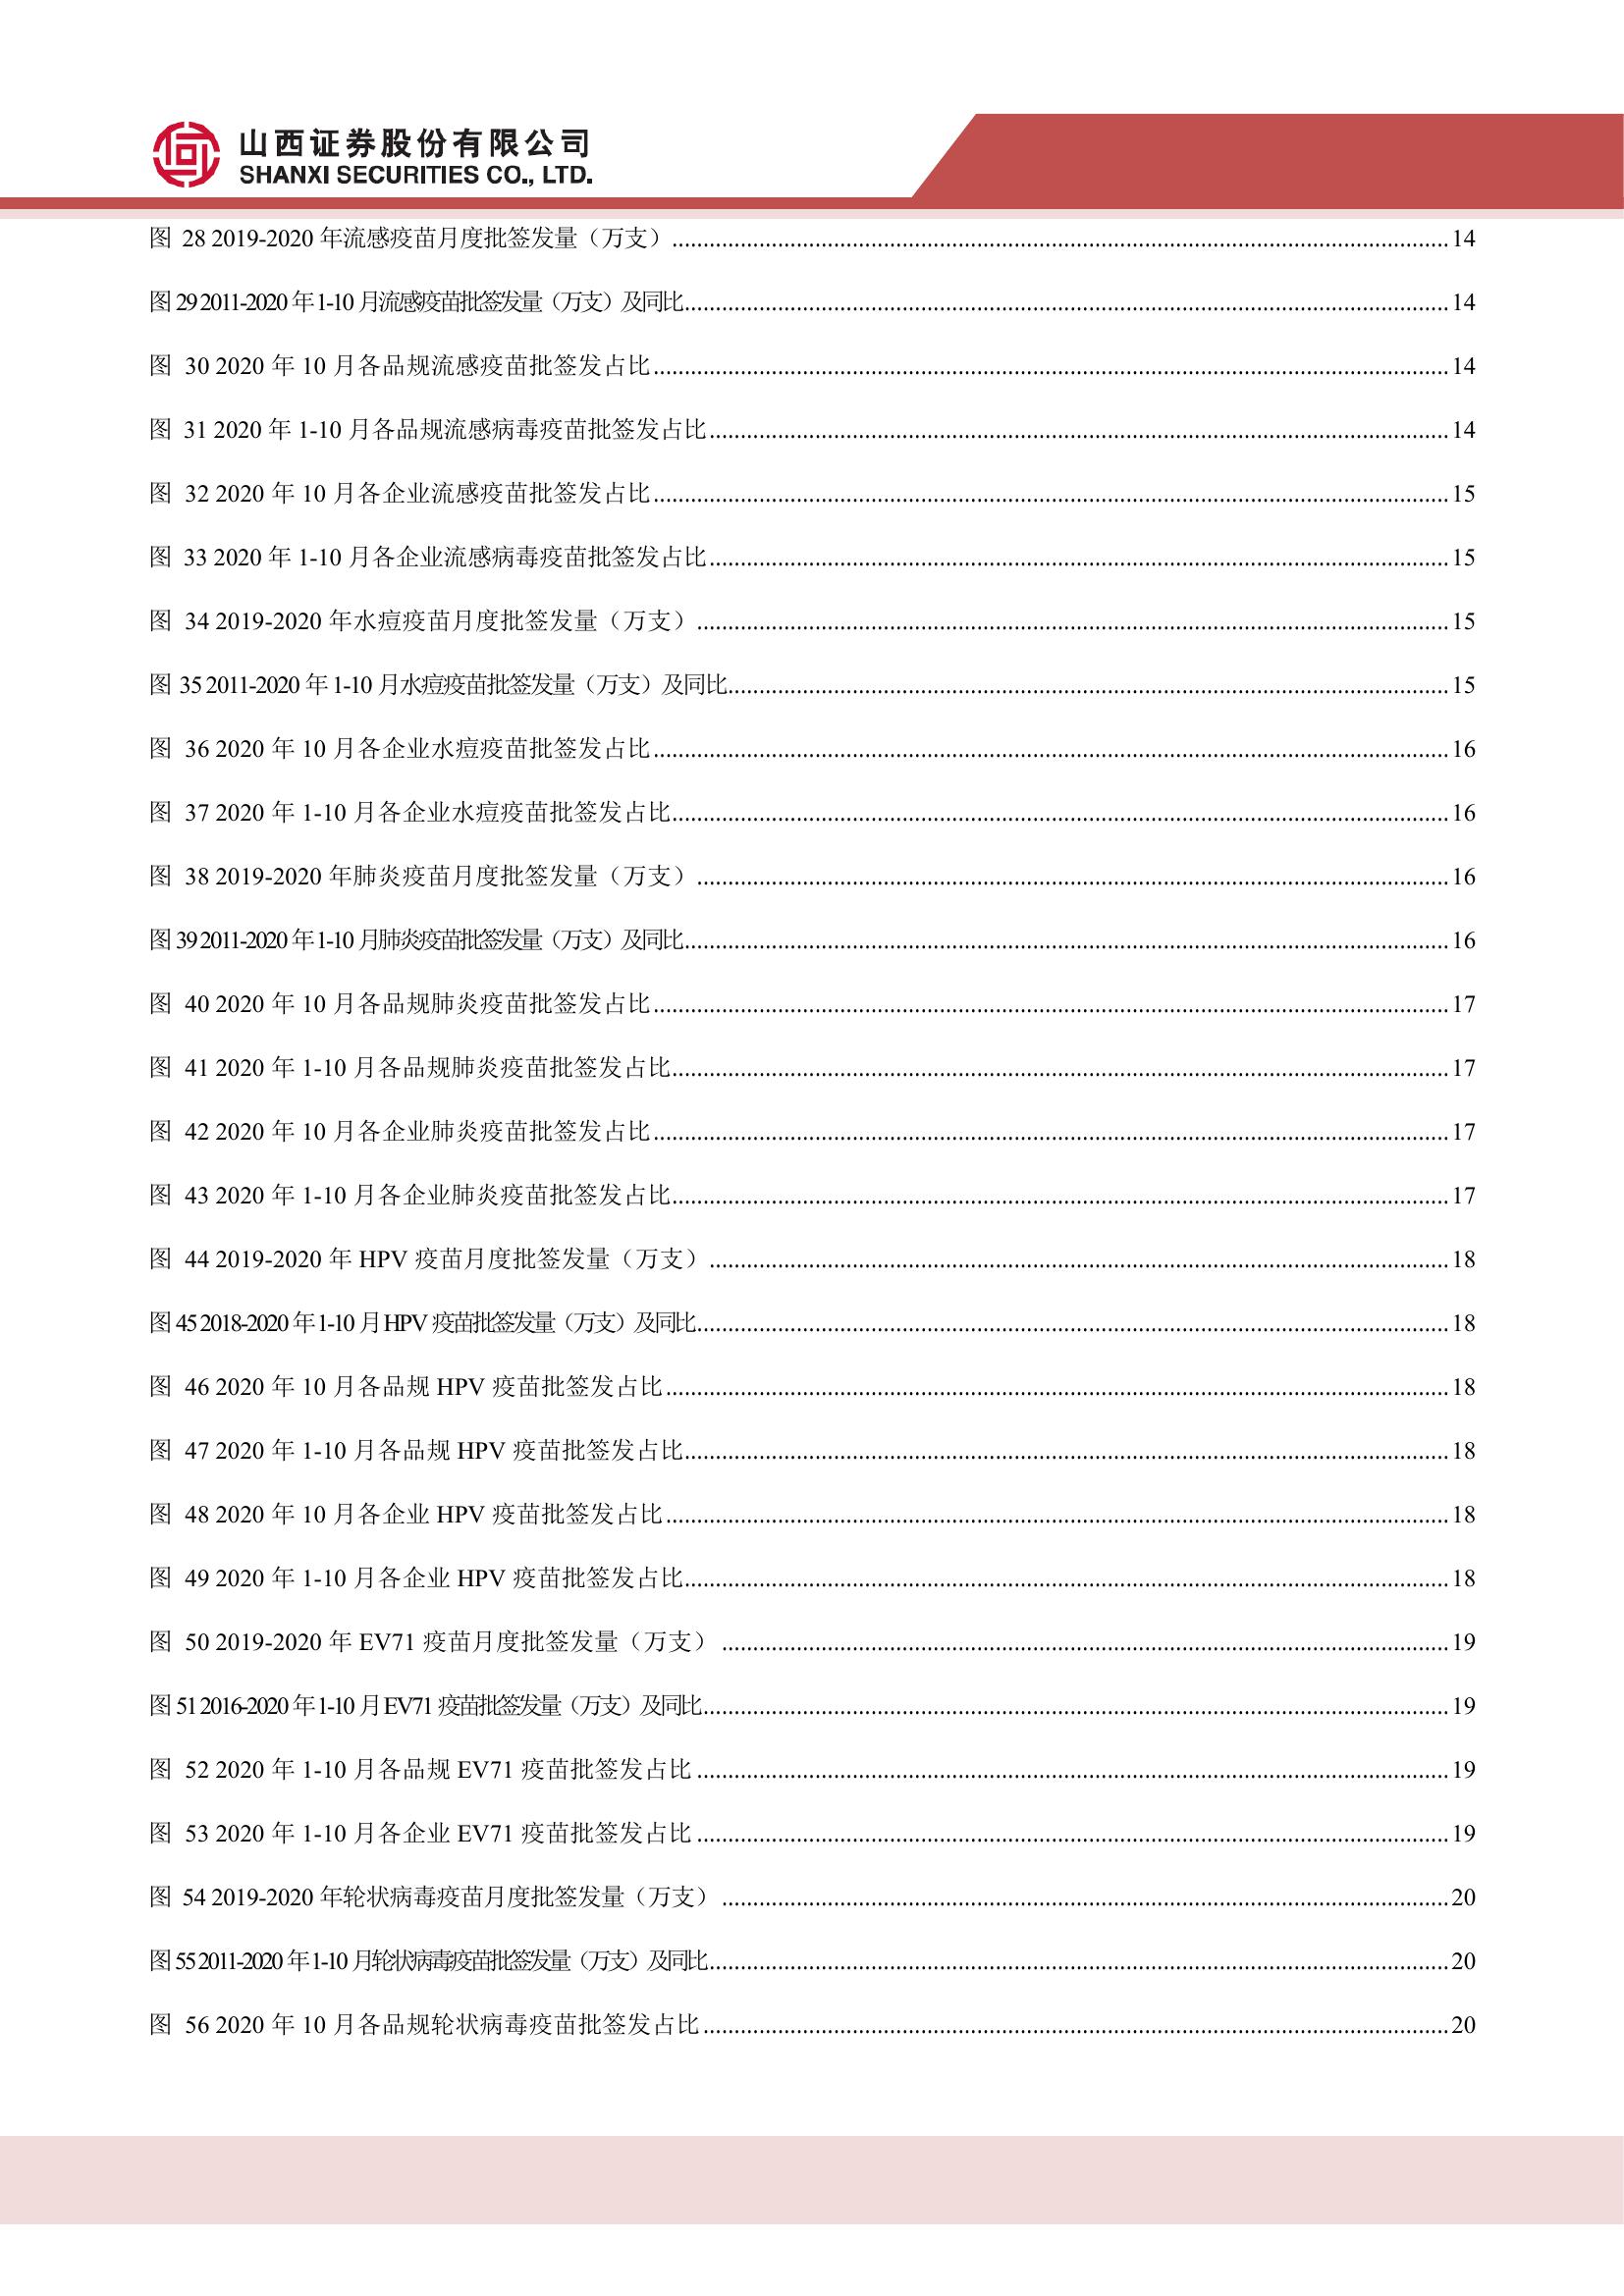 山西证券股份有限公司
SHANXI SECURITIES CO., LTD.
图 28 2019-2020 年流感疫苗月度批签发量（万支）........14
图 29 2011-2020 年 1-10 月流感疫苗批签发量（万支）及同比........14
图 30 2020 年 10 月各品规流感疫苗批签发占比........14
图 31 2020 年 1-10 月各品规流感病毒疫苗批签发占比........14
图 32 2020 年 10 月各企业流感疫苗批签发占比........15
图 33 2020 年 1-10 月各企业流感病毒疫苗批签发占比........15
图 34 2019-2020 年水痘疫苗月度批签发量（万支）........15
图 35 2011-2020 年 1-10 月水痘疫苗批签发量（万支）及同比........15
图 36 2020 年 10 月各企业水痘疫苗批签发占比........16
图 37 2020 年 1-10 月各企业水痘疫苗批签发占比........16
图 38 2019-2020 年肺炎疫苗月度批签发量（万支）........16
图 39 2011-2020 年 1-10 月肺炎疫苗批签发量（万支）及同比........16
图 40 2020 年 10 月各品规肺炎疫苗批签发占比........17
图 41 2020 年 1-10 月各品规肺炎疫苗批签发占比........17
图 42 2020 年 10 月各企业肺炎疫苗批签发占比........17
图 43 2020 年 1-10 月各企业肺炎疫苗批签发占比........17
图 44 2019-2020 年 HPV 疫苗月度批签发量（万支）........18
图 45 2018-2020 年 1-10 月 HPV 疫苗批签发量（万支）及同比........18
图 46 2020 年 10 月各品规 HPV 疫苗批签发占比........18
图 47 2020 年 1-10 月各品规 HPV 疫苗批签发占比........18
图 48 2020 年 10 月各企业 HPV 疫苗批签发占比........18
图 49 2020 年 1-10 月各企业 HPV 疫苗批签发占比........18
图 50 2019-2020 年 EV71 疫苗月度批签发量（万支）........19
图 51 2016-2020 年 1-10 月 EV71 疫苗批签发量（万支）及同比........19
图 52 2020 年 1-10 月各品规 EV71 疫苗批签发占比........19
图 53 2020 年 1-10 月各企业 EV71 疫苗批签发占比........19
图 54 2019-2020 年轮状病毒疫苗月度批签发量（万支）........20
图 55 2011-2020 年 1-10 月轮状病毒疫苗批签发量（万支）及同比........20
图 56 2020 年 10 月各品规轮状病毒疫苗批签发占比........20